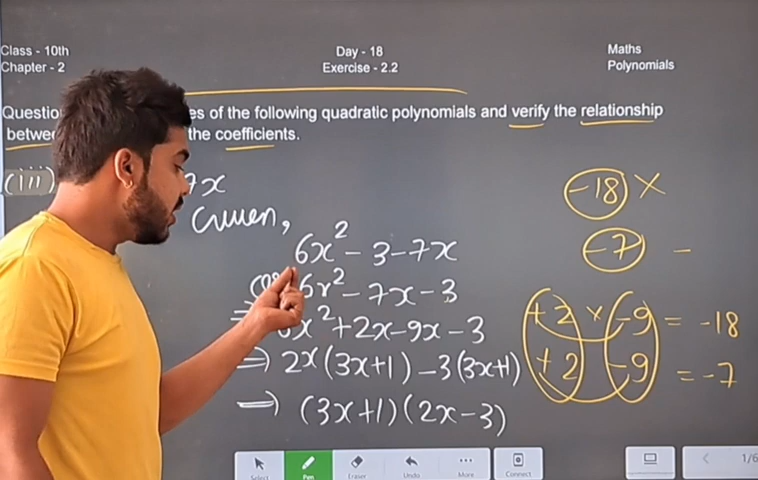 Class - 10th
Day - 18
Maths
Chapter - 2
Exercise - 2.2
Polynomials
es of the following quadratic polynomials and verify the relationship
the coefficients.
(iii) 7x
Given,
6x² - 3 - 7x
6x² - 7x - 3
x² + 2x - 9x - 3
⇒ 2x (3x+1) - 3 (3x+1)
⇒ (3x+1) (2x-3)
-18 ×
-7 -
+2 × -9 = -18
+2 -9 = -7
Select
Pen
Eraser
Undo
More
Connect
1/6